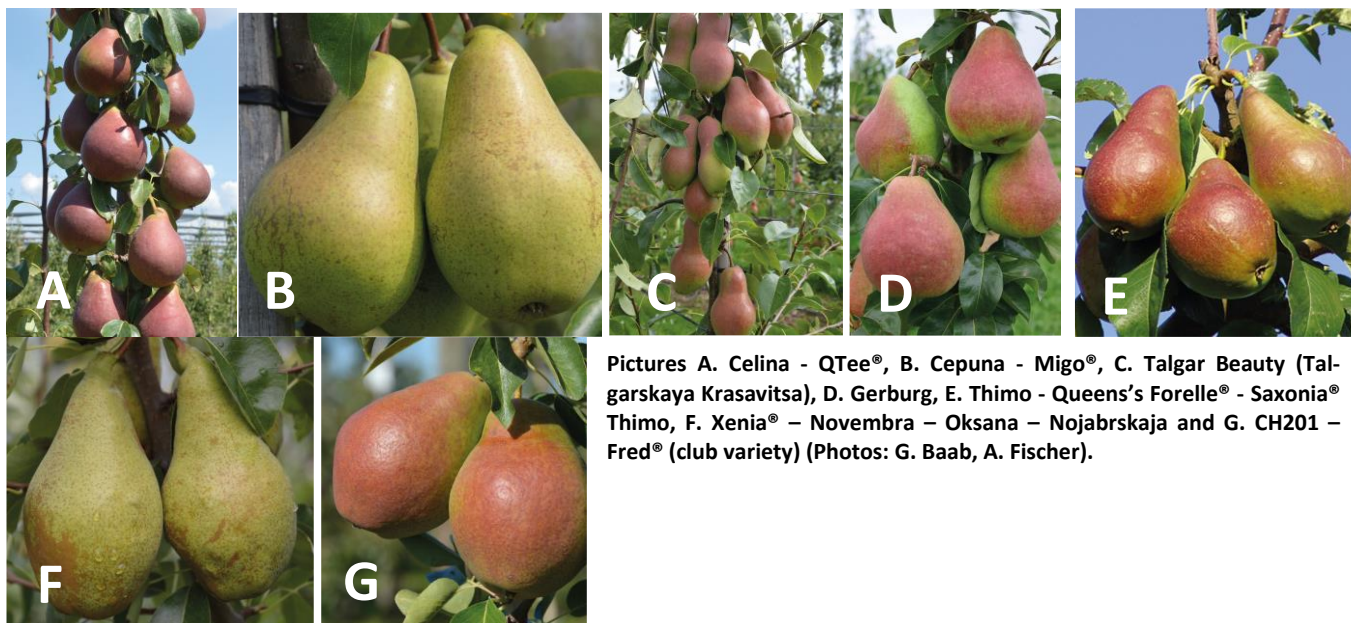 A
B
C
D
E
F
G
Pictures A. Celina - QTee®, B. Cepuna - Migo®, C. Talgar Beauty (Tal-
garskaya Krasavitsa), D. Gerburg, E. Thimo - Queens's Forelle® - Saxonia®
Thimo, F. Xenia® – Novembra – Oksana – Nojabrskaja and G. CH201 –
Fred® (club variety) (Photos: G. Baab, A. Fischer).